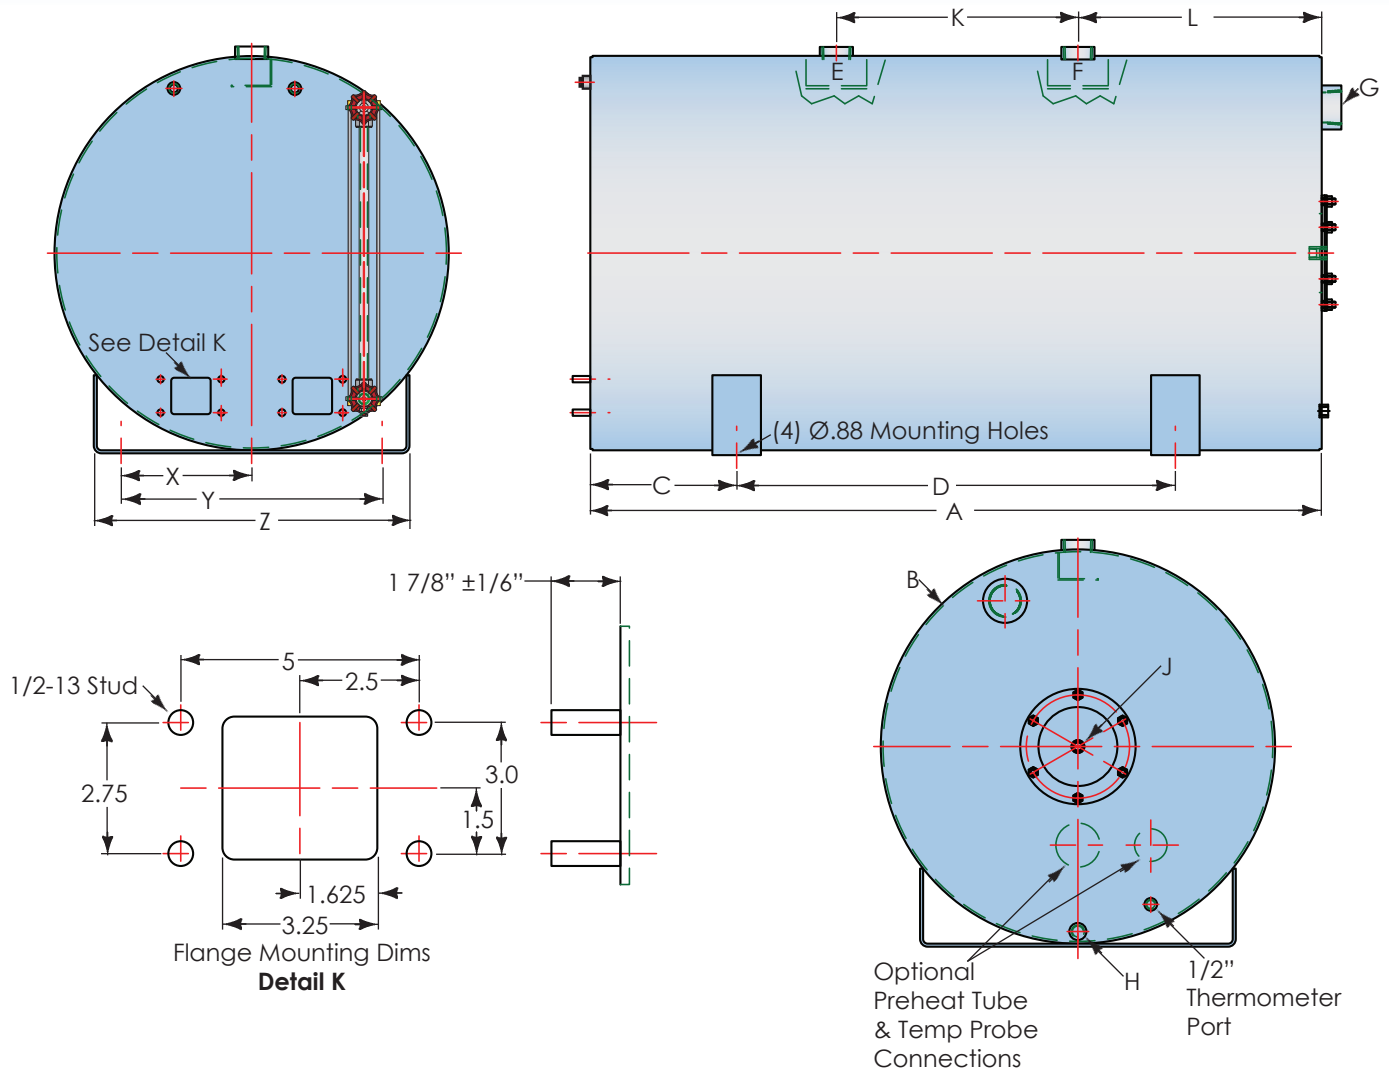 K
L
E
F
G
See Detail K
(4) Ø.88 Mounting Holes
X
Y
Z
C
D
A
1 7/8” ±1/6”
B
5
2.5
J
1/2-13 Stud
2.75
3.0
1.5
1.625
3.25
Flange Mounting Dims
Detail K
Optional
Preheat Tube
& Temp Probe
Connections
H
1/2”
Thermometer
Port